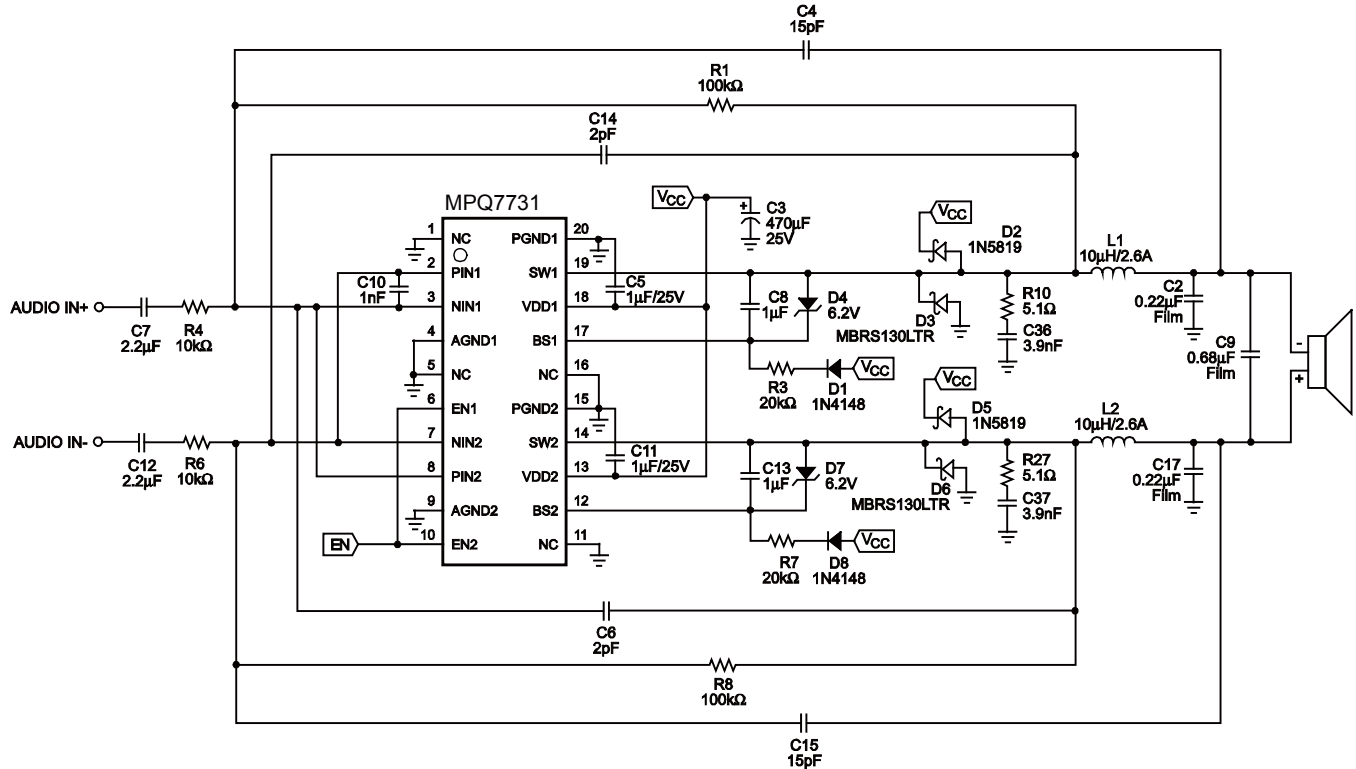 C4
15pF
R1
100kΩ
C14
2pF
MPQ7731
VCC
+ C3
470µF
25V
VCC
D2
1N5819
L1
10µH/2.6A
1 NC PGND1 20
2 PIN1 SW1 19
3 NIN1 VDD1 18
4 AGND1 BS1 17
5 NC NC 16
6 EN1 PGND2 15
7 NIN2 SW2 14
8 PIN2 VDD2 13
9 AGND2 BS2 12
10 EN2 NC 11
C10
1nF
C5
1µF/25V
C8
1µF
D4
6.2V
D3
MBRS130LTR
R10
5.1Ω
C36
3.9nF
C2
0.22µF
Film
C9
0.68µF
Film
-
+
AUDIO IN+
C7
2.2µF
R4
10kΩ
R3
20kΩ
D1
1N4148
VCC
VCC
D5
1N5819
L2
10µH/2.6A
AUDIO IN-
C12
2.2µF
R6
10kΩ
C11
1µF/25V
C13
1µF
D7
6.2V
D6
MBRS130LTR
R27
5.1Ω
C37
3.9nF
C17
0.22µF
Film
EN
R7
20kΩ
D8
1N4148
VCC
C6
2pF
R8
100kΩ
C15
15pF